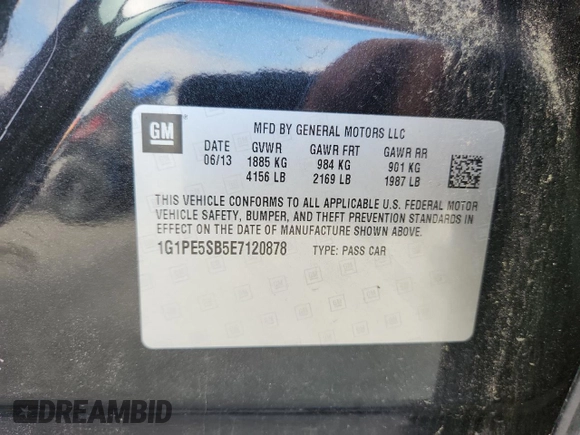 GM
MFD BY GENERAL MOTORS LLC
DATE GVWR GAWR FRT GAWR RR
06/13 1885 KG 984 KG 901 KG
4156 LB 2169 LB 1987 LB
THIS VEHICLE CONFORMS TO ALL APPLICABLE U.S. FEDERAL MOTOR
VEHICLE SAFETY, BUMPER, AND THEFT PREVENTION STANDARDS IN
EFFECT ON THE DATE OF MANUFACTURE SHOWN ABOVE.
1G1PE5SB5E7120878 TYPE: PASS CAR
DREAMBID